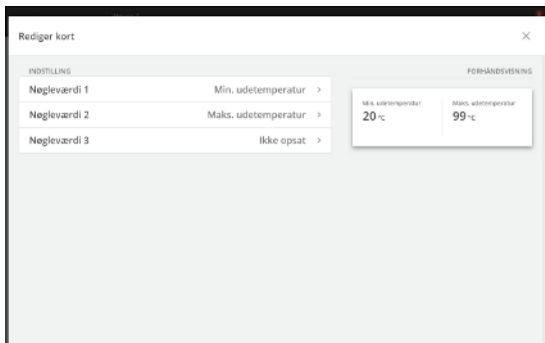 Rediger kort
INDSTILLING
Nøgleværdi 1 Min. udetemperatur
Nøgleværdi 2 Maks. udetemperatur
Nøgleværdi 3 Ikke opsat
FORHÅNDSVISNING
Min. udetemperatur Maks. udetemperatur
20 °C 99 °C